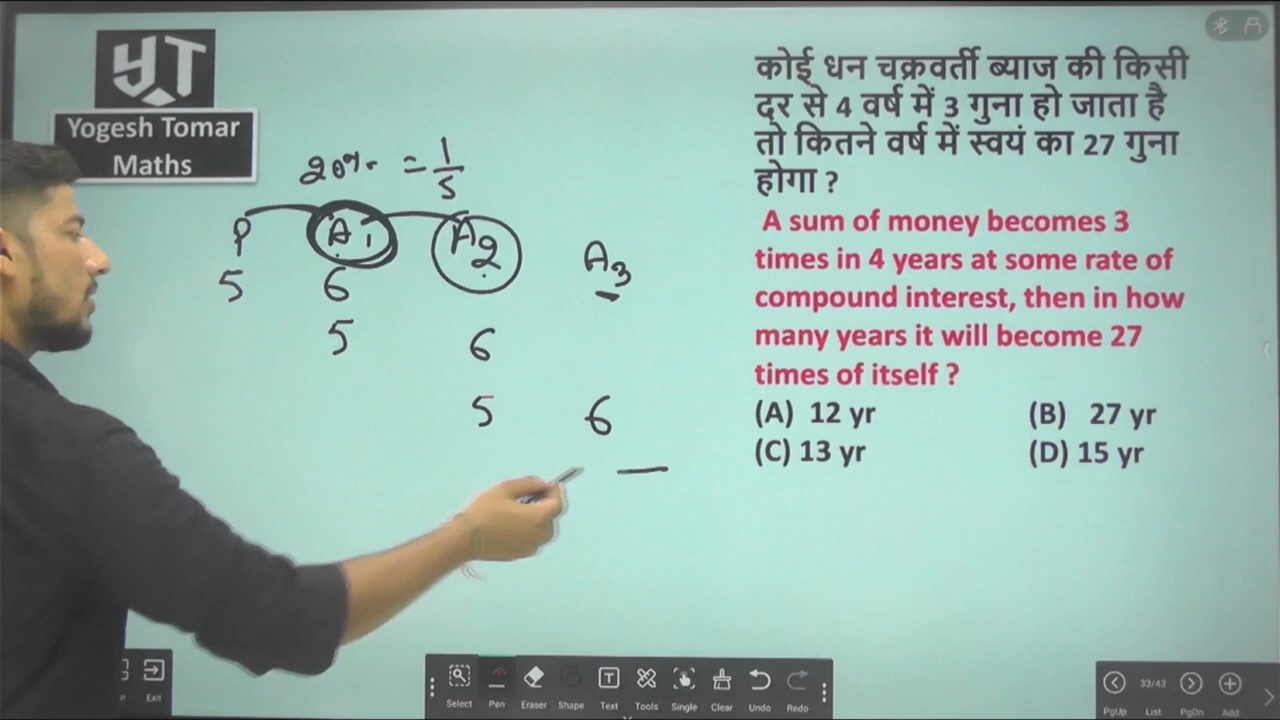 YT
Yogesh Tomar
Maths
20% = 1/5
P A1 A2 A3
5 6
5 6
5 6
कोई धन चक्रवर्ती ब्याज की किसी
दर से 4 वर्ष में 3 गुना हो जाता है
तो कितने वर्ष में स्वयं का 27 गुना
होगा ?
A sum of money becomes 3
times in 4 years at some rate of
compound interest, then in how
many years it will become 27
times of itself ?
(A) 12 yr (B) 27 yr
(C) 13 yr (D) 15 yr
Exit
Select Pen Eraser Shape Text Tools Single Clear Undo Redo
33/43
PgUp List PgDn Add